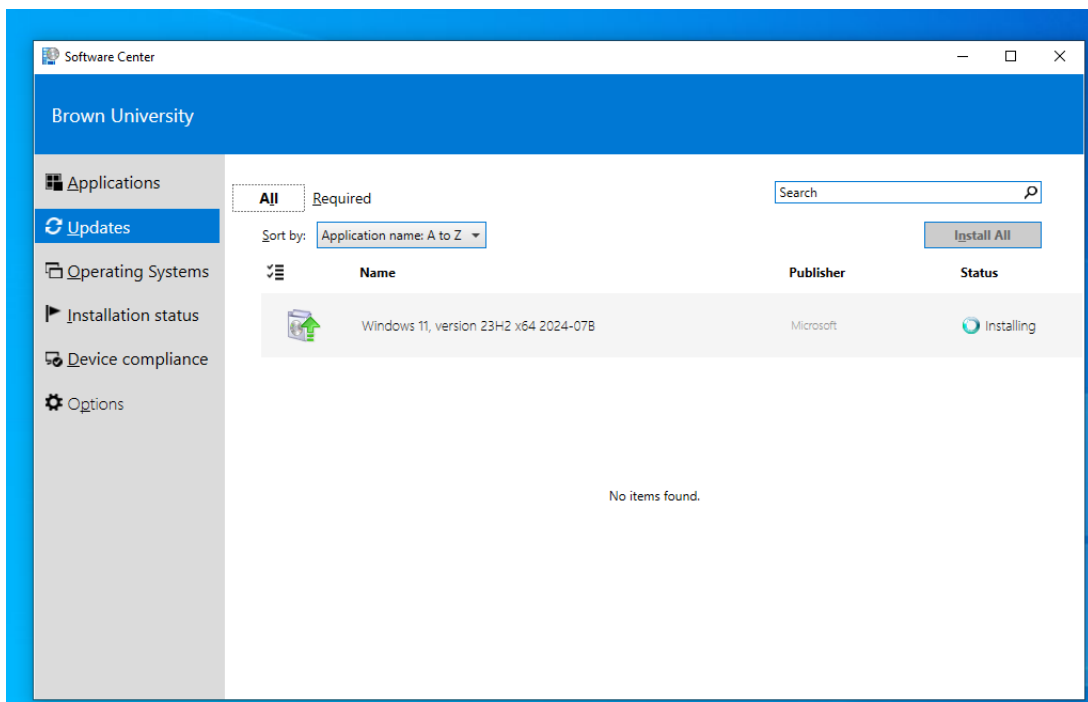 Software Center
Brown University
Applications
Updates
Operating Systems
Installation status
Device compliance
Options
All Required
Search
Sort by: Application name: A to Z
Install All
Name Publisher Status
Windows 11, version 23H2 x64 2024-07B Microsoft Installing
No items found.